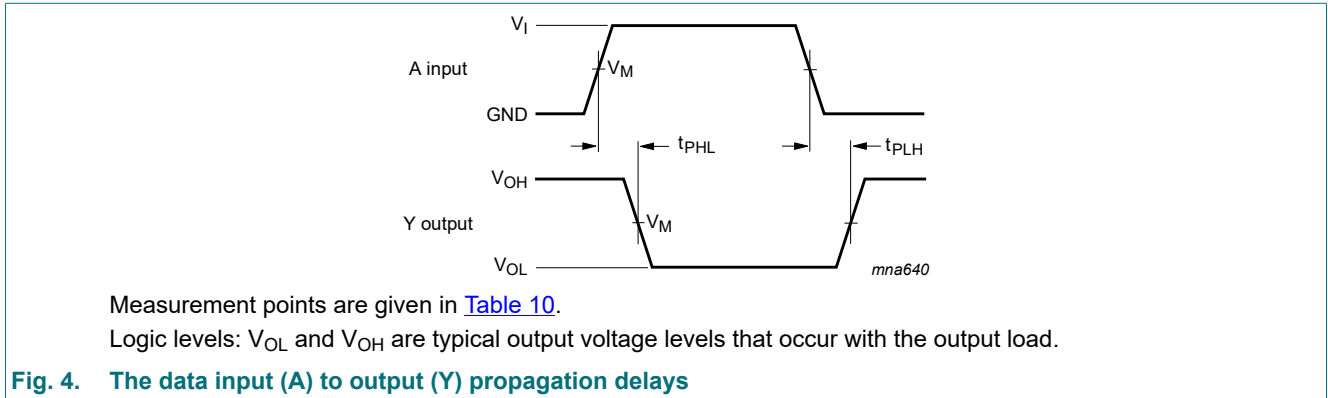 V_I
A input
V_M
GND
t_PHL
t_PLH
V_OH
Y output
V_M
V_OL
mna640
Measurement points are given in Table 10.
Logic levels: V_OL and V_OH are typical output voltage levels that occur with the output load.
Fig. 4. The data input (A) to output (Y) propagation delays